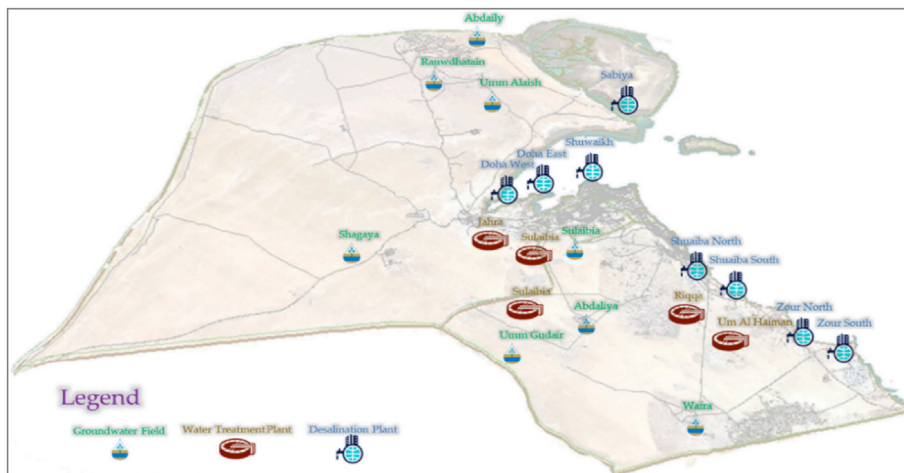 Abdaily
Rauwdhatain
Umm Alaish
Sabiya
Shuwaikh
Doha East
Doha West
Jahra
Sulaibia
Sulaibia
Shagaya
Shuaiba North
Shuaiba South
Sulaibia
Abdaliya
Riqqa
Zour North
Um Al Haiman
Zour South
Umm Gudair
Wafra
Legend
Groundwater Field
Water Treatment Plant
Desalination Plant